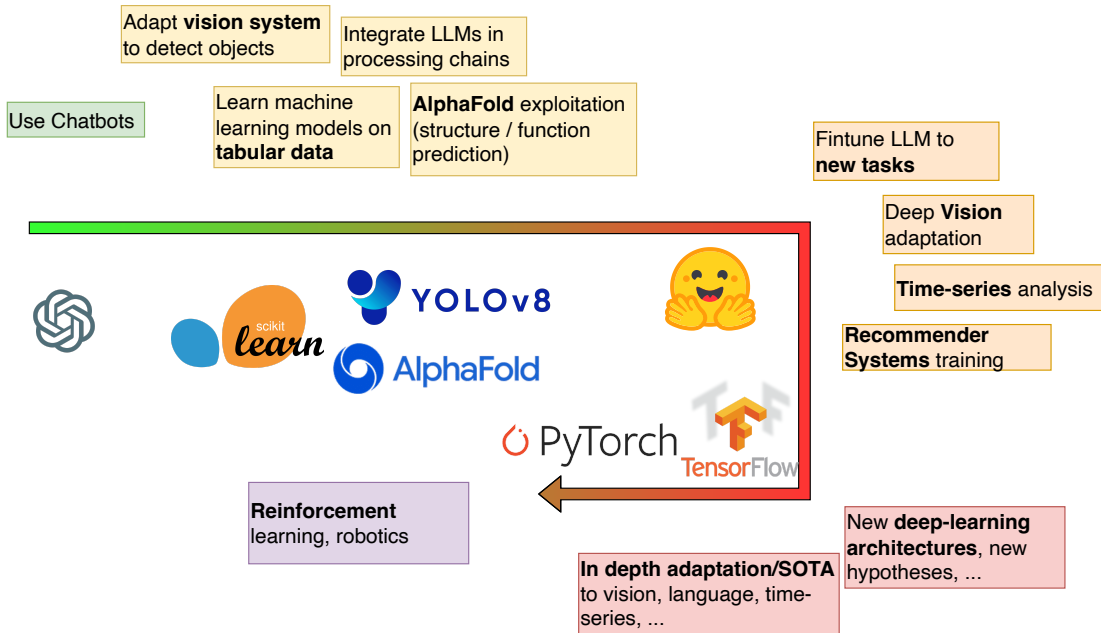 Adapt vision system
to detect objects
Integrate LLMs in
processing chains
Use Chatbots
Learn machine
learning models on
tabular data
AlphaFold exploitation
(structure / function
prediction)
Fintune LLM to
new tasks
Deep Vision
adaptation
Time-series analysis
Recommender
Systems training
scikit
learn
YOLOv8
AlphaFold
PyTorch
TensorFlow
Reinforcement
learning, robotics
In depth adaptation/SOTA
to vision, language, time-
series, ...
New deep-learning
architectures, new
hypotheses, ...